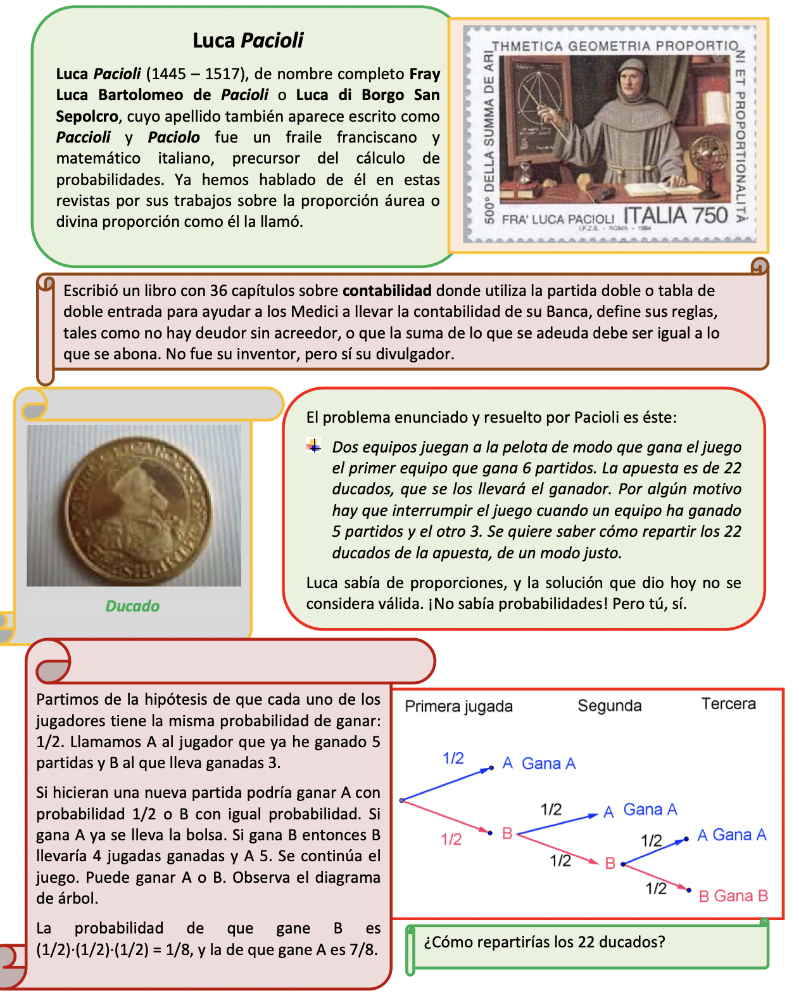 Luca Pacioli
Luca Pacioli (1445 – 1517), de nombre completo Fray
Luca Bartolomeo de Pacioli o Luca di Borgo San
Sepolcro, cuyo apellido también aparece escrito como
Paccioli y Paciolo fue un fraile franciscano y
matemático italiano, precursor del cálculo de
probabilidades. Ya hemos hablado de él en estas
revistas por sus trabajos sobre la proporción áurea o
divina proporción como él la llamó.
500° DELLA SUMMA DE ARI
THMETICA GEOMETRIA PROPORTIO
NI ET PROPORTIONALITÀ
FRA' LUCA PACIOLI ITALIA 750
I.P.Z.S. - ROMA - 1994
Escribió un libro con 36 capítulos sobre contabilidad donde utiliza la partida doble o tabla de
doble entrada para ayudar a los Medici a llevar la contabilidad de su Banca, define sus reglas,
tales como no hay deudor sin acreedor, o que la suma de lo que se adeuda debe ser igual a lo
que se abona. No fue su inventor, pero sí su divulgador.
Ducado
El problema enunciado y resuelto por Pacioli es éste:
Dos equipos juegan a la pelota de modo que gana el juego
el primer equipo que gana 6 partidos. La apuesta es de 22
ducados, que se los llevará el ganador. Por algún motivo
hay que interrumpir el juego cuando un equipo ha ganado
5 partidos y el otro 3. Se quiere saber cómo repartir los 22
ducados de la apuesta, de un modo justo.
Luca sabía de proporciones, y la solución que dio hoy no se
considera válida. ¡No sabía probabilidades! Pero tú, sí.
Partimos de la hipótesis de que cada uno de los
jugadores tiene la misma probabilidad de ganar:
1/2. Llamamos A al jugador que ya he ganado 5
partidas y B al que lleva ganadas 3.
Si hicieran una nueva partida podría ganar A con
probabilidad 1/2 o B con igual probabilidad. Si
gana A ya se lleva la bolsa. Si gana B entonces B
llevaría 4 jugadas ganadas y A 5. Se continúa el
juego. Puede ganar A o B. Observa el diagrama
de árbol.
La probabilidad de que gane B es
(1/2)·(1/2)·(1/2) = 1/8, y la de que gane A es 7/8.
Primera jugada Segunda Tercera
1/2 A Gana A
1/2 A Gana A
1/2 B
1/2 A Gana A
1/2 B
1/2 B Gana B
¿Cómo repartirías los 22 ducados?